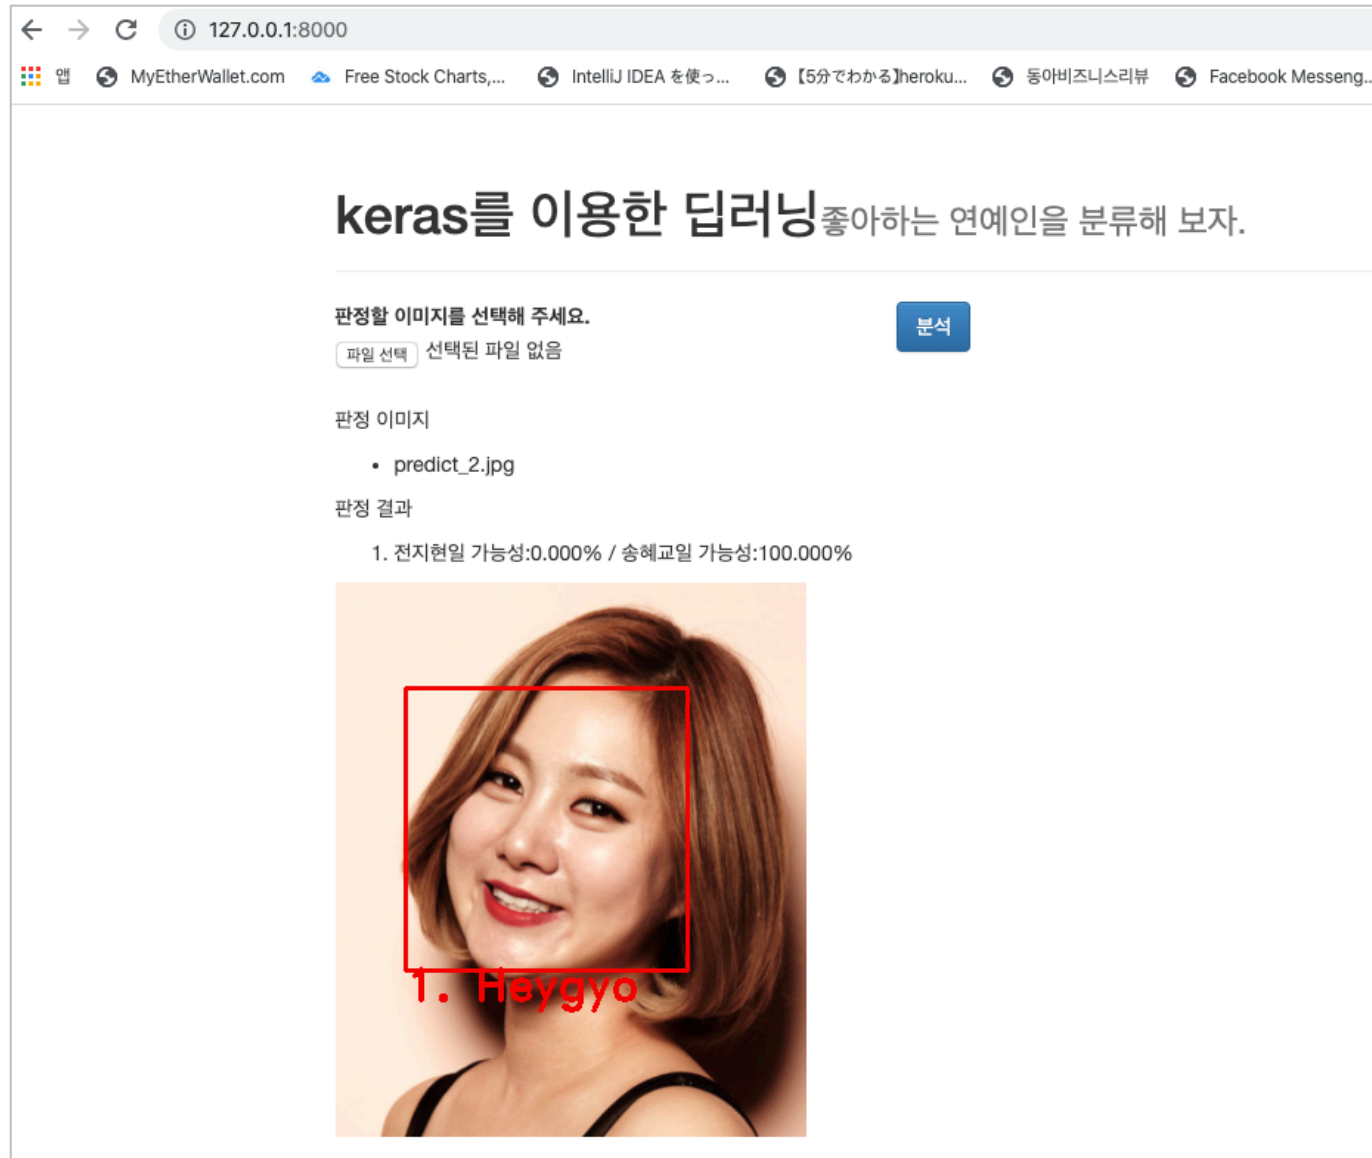 127.0.0.1:8000
앱 MyEtherWallet.com Free Stock Charts,... IntelliJ IDEA を使っ... 【5分でわかる】heroku... 동아비즈니스리뷰 Facebook Messeng...
keras를 이용한 딥러닝좋아하는 연예인을 분류해 보자.
판정할 이미지를 선택해 주세요.
분석
파일 선택 선택된 파일 없음
판정 이미지
• predict_2.jpg
판정 결과
1. 전지현일 가능성:0.000% / 송혜교일 가능성:100.000%
1. Heygyo